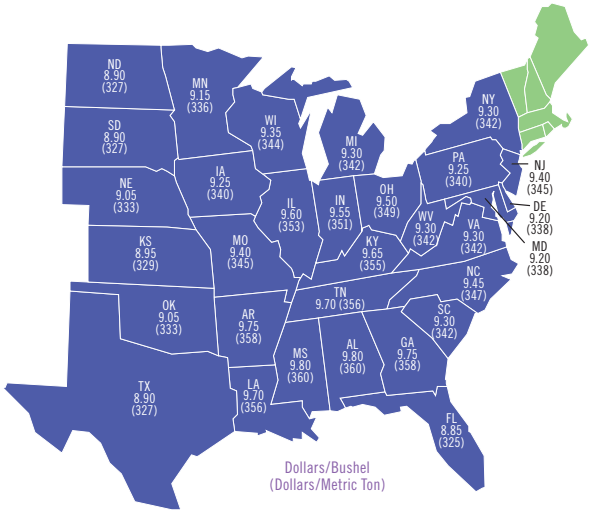 ND
8.90
(327)
MN
9.15
(336)
SD
8.90
(327)
WI
9.35
(344)
MI
9.30
(342)
NY
9.30
(342)
NE
9.05
(333)
IA
9.25
(340)
PA
9.25
(340)
NJ
9.40
(345)
IL
9.60
(353)
IN
9.55
(351)
OH
9.50
(349)
DE
9.20
(338)
KS
8.95
(329)
MO
9.40
(345)
KY
9.65
(355)
WV
9.30
(342)
VA
9.30
(342)
MD
9.20
(338)
OK
9.05
(333)
AR
9.75
(358)
TN
9.70 (356)
NC
9.45
(347)
SC
9.30
(342)
TX
8.90
(327)
LA
9.70
(356)
MS
9.80
(360)
AL
9.80
(360)
GA
9.75
(358)
FL
8.85
(325)
Dollars/Bushel
(Dollars/Metric Ton)